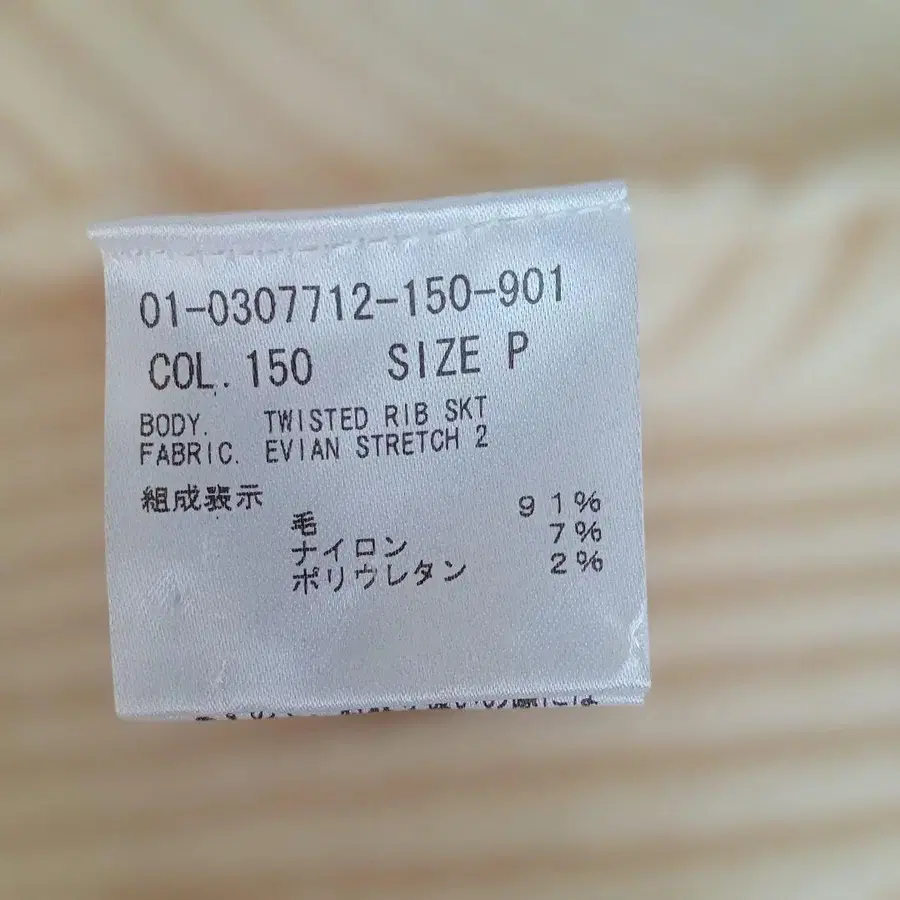 01-0307712-150-901
COL. 150 SIZE P
BODY. TWISTED RIB SKT
FABRIC. EVIAN STRETCH 2
組成表示
毛 91%
ナイロン 7%
ポリウレタン 2%